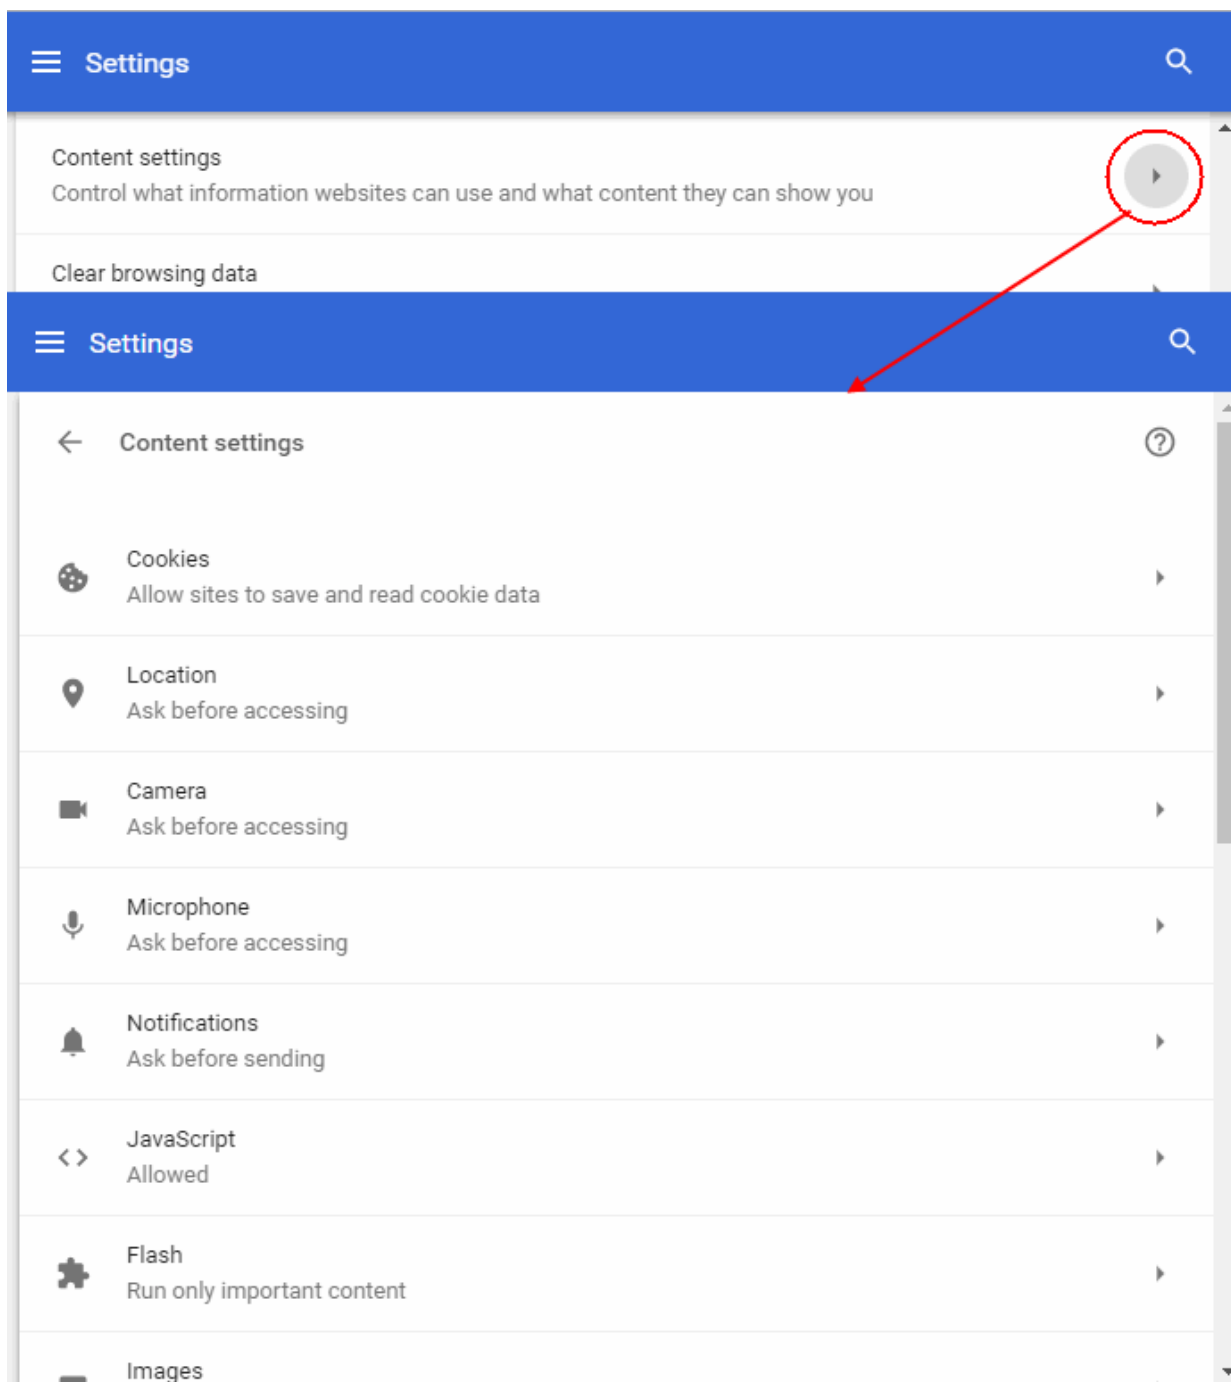 Settings
Content settings
Control what information websites can use and what content they can show you
Clear browsing data
Settings
Content settings
Cookies
Allow sites to save and read cookie data
Location
Ask before accessing
Camera
Ask before accessing
Microphone
Ask before accessing
Notifications
Ask before sending
JavaScript
Allowed
Flash
Run only important content
Images